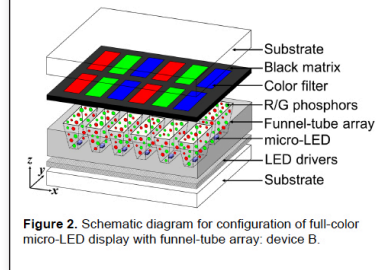 Substrate
Black matrix
Color filter
R/G phosphors
Funnel-tube array
micro-LED
LED drivers
Substrate
z
y
x
Figure 2. Schematic diagram for configuration of full-color
micro-LED display with funnel-tube array: device B.